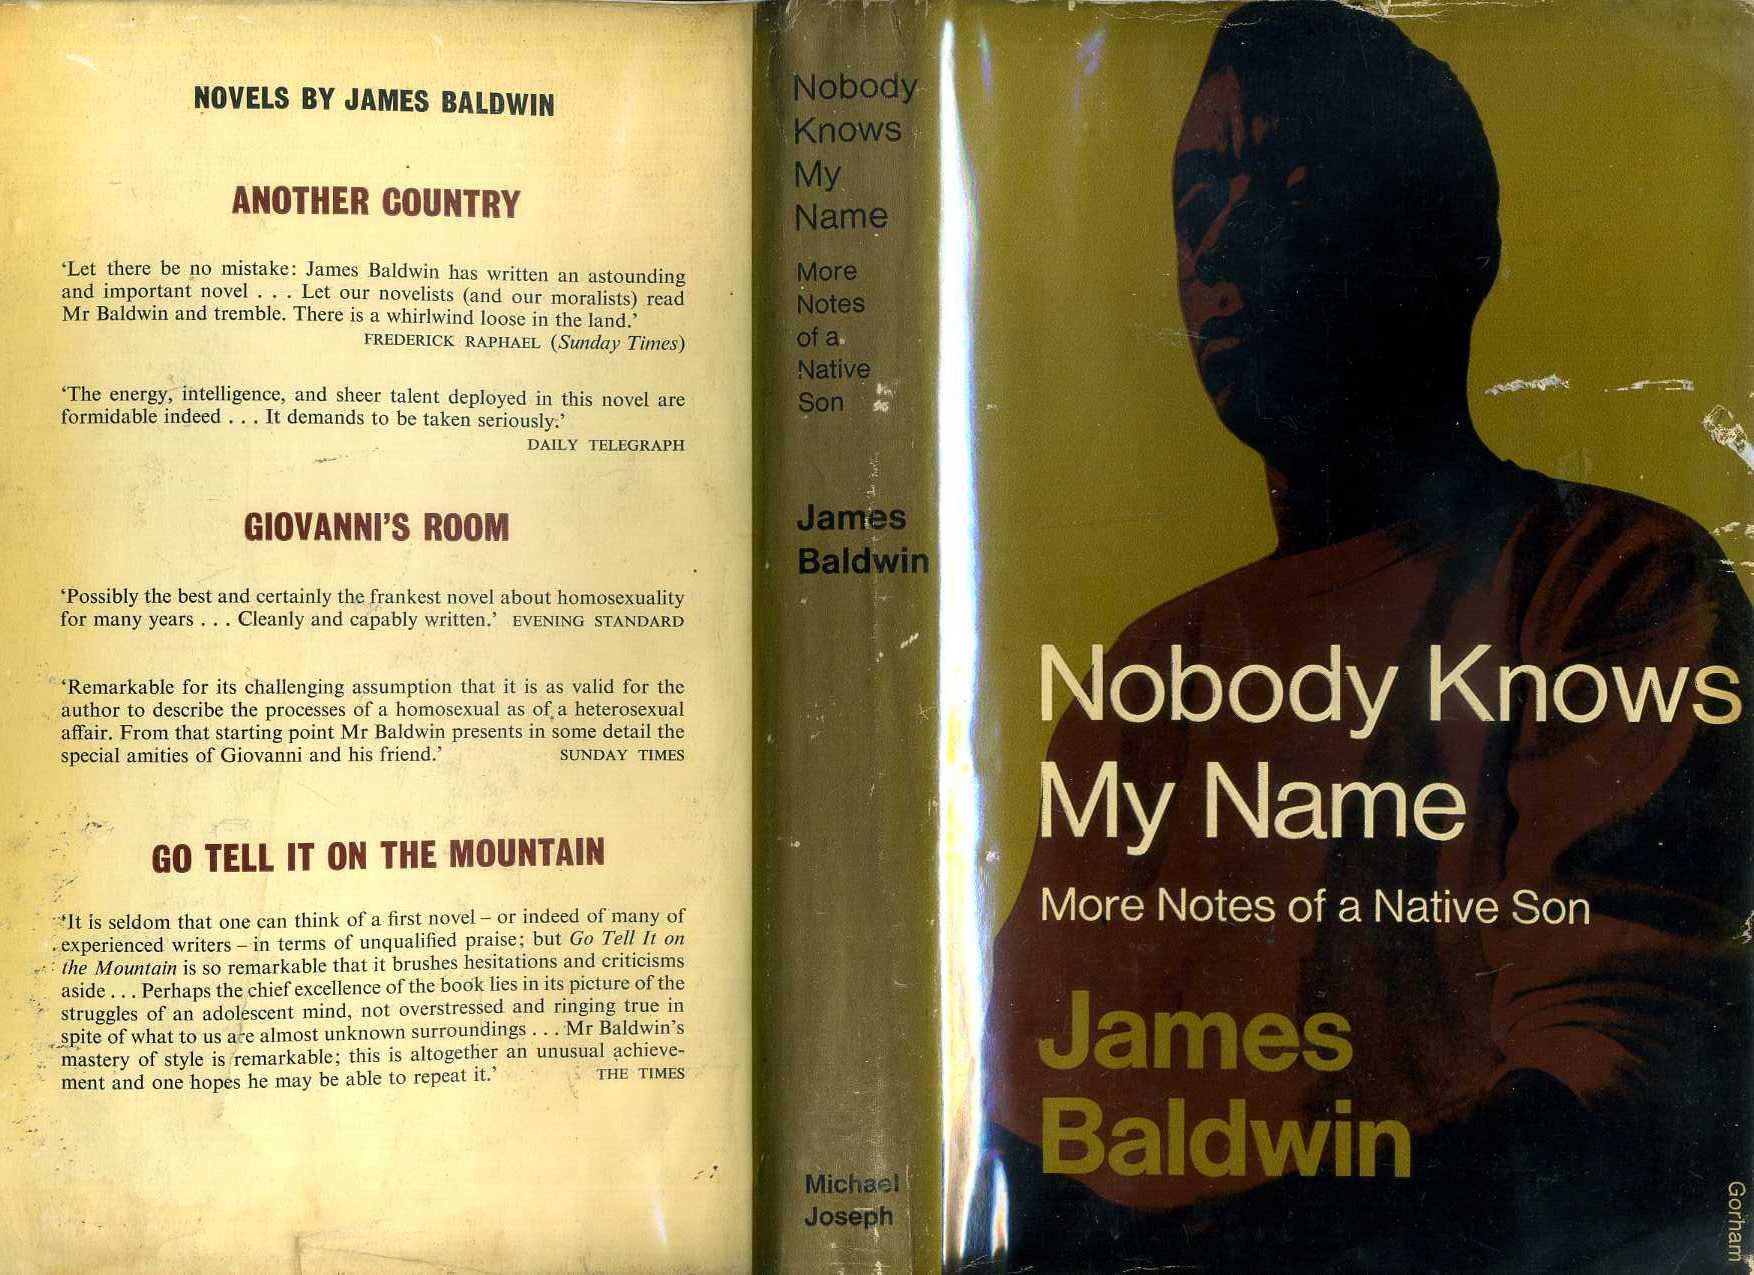 NOVELS BY JAMES BALDWIN
ANOTHER COUNTRY
‘Let there be no mistake: James Baldwin has written an astounding
and important novel . . . Let our novelists (and our moralists) read
Mr Baldwin and tremble. There is a whirlwind loose in the land.’
FREDERICK RAPHAEL (Sunday Times)
‘The energy, intelligence, and sheer talent deployed in this novel are
formidable indeed . . . It demands to be taken seriously.’
DAILY TELEGRAPH
GIOVANNI’S ROOM
‘Possibly the best and certainly the frankest novel about homosexuality
for many years . . . Cleanly and capably written.’ EVENING STANDARD
‘Remarkable for its challenging assumption that it is as valid for the
author to describe the processes of a homosexual as of a heterosexual
affair. From that starting point Mr Baldwin presents in some detail the
special amities of Giovanni and his friend.’ SUNDAY TIMES
GO TELL IT ON THE MOUNTAIN
‘It is seldom that one can think of a first novel – or indeed of many of
experienced writers – in terms of unqualified praise; but Go Tell It on
the Mountain is so remarkable that it brushes hesitations and criticisms
aside . . . Perhaps the chief excellence of the book lies in its picture of the
struggles of an adolescent mind, not overstressed and ringing true in
spite of what to us are almost unknown surroundings . . . Mr Baldwin’s
mastery of style is remarkable; this is altogether an unusual achieve-
ment and one hopes he may be able to repeat it.’ THE TIMES
Nobody
Knows
My
Name
More
Notes
of a
Native
Son
James
Baldwin
Michael
Joseph
Nobody Knows
My Name
More Notes of a Native Son
James
Baldwin
Gorham